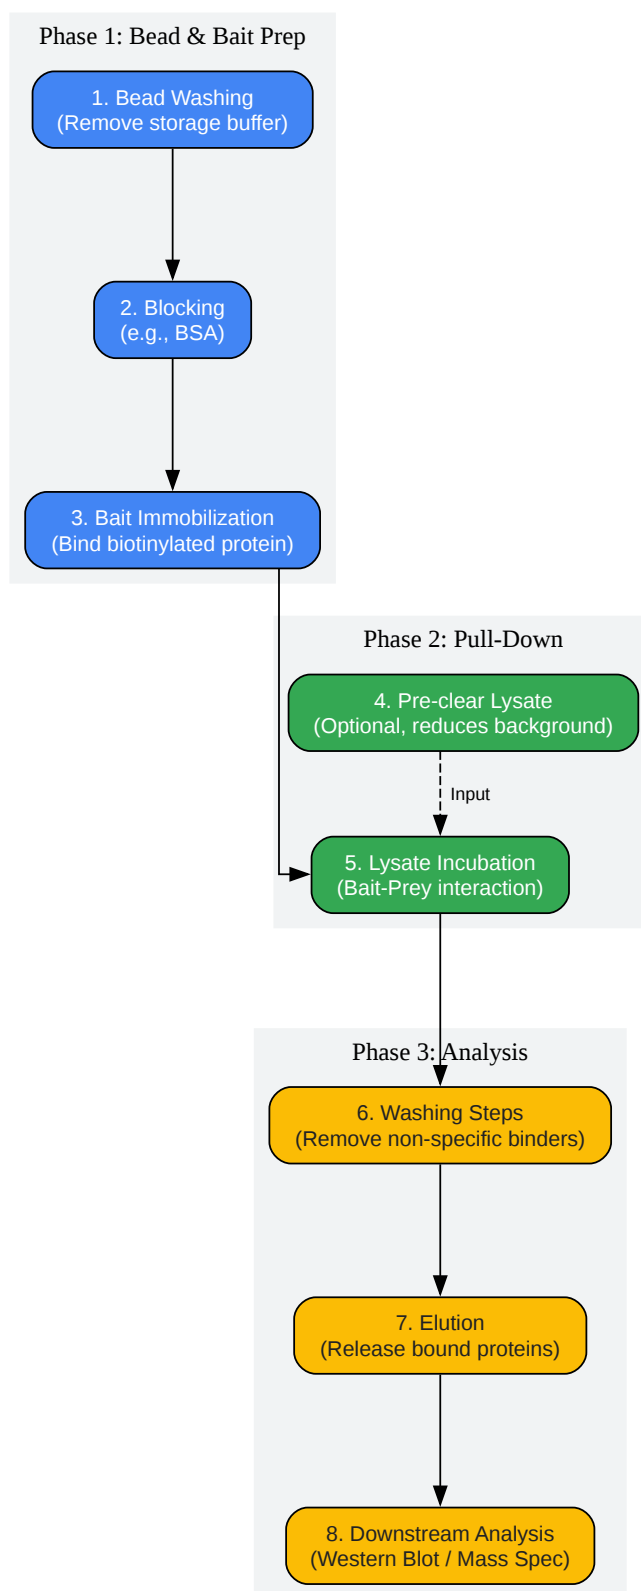 Phase 1: Bead & Bait Prep
1. Bead Washing
(Remove storage buffer)
2. Blocking
(e.g., BSA)
3. Bait Immobilization
(Bind biotinylated protein)
Phase 2: Pull-Down
4. Pre-clear Lysate
(Optional, reduces background)
Input
5. Lysate Incubation
(Bait-Prey interaction)
Phase 3: Analysis
6. Washing Steps
(Remove non-specific binders)
7. Elution
(Release bound proteins)
8. Downstream Analysis
(Western Blot / Mass Spec)